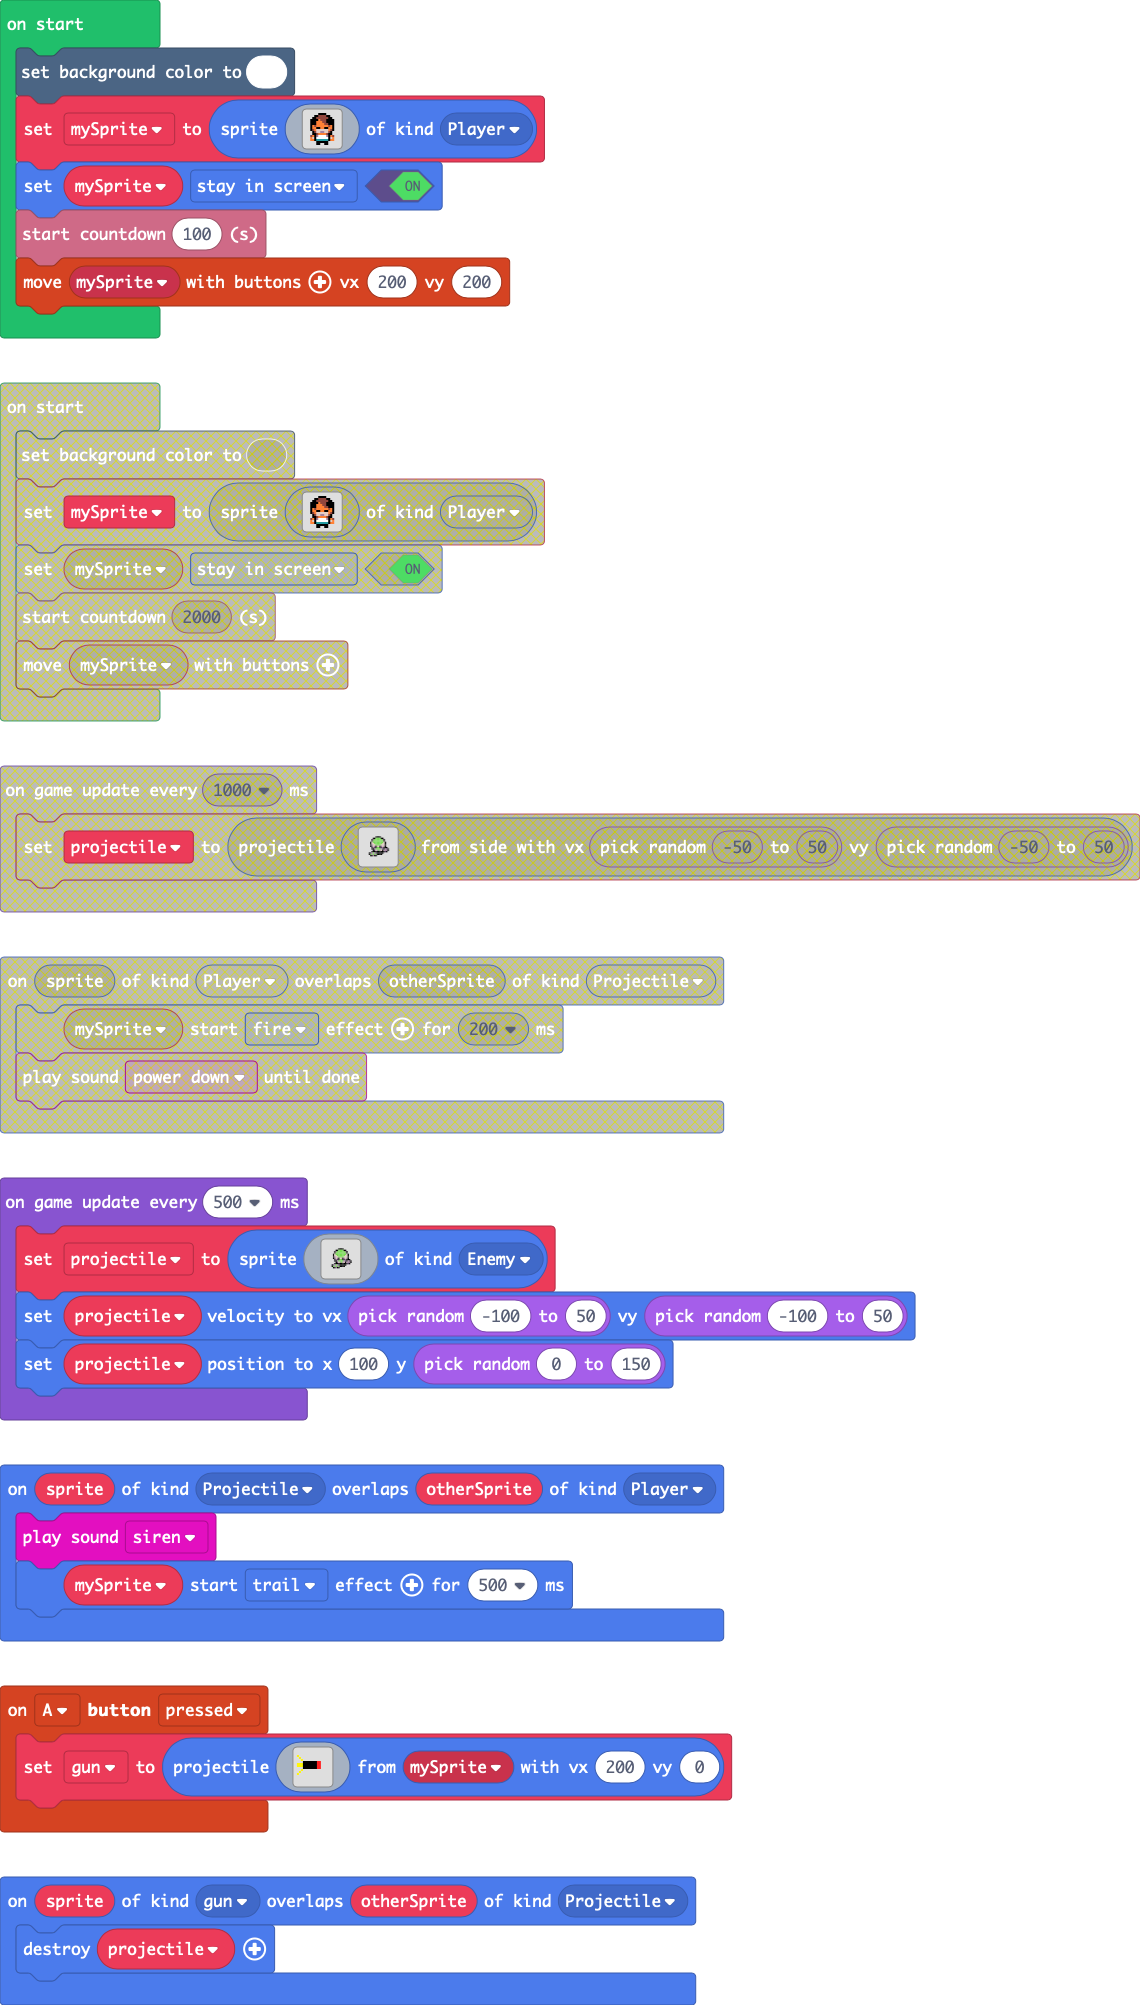 on start
set background color to
set mySprite to sprite of kind Player
set mySprite stay in screen ON
start countdown 100 (s)
move mySprite with buttons vx 200 vy 200
on start
set background color to
set mySprite to sprite of kind Player
set mySprite stay in screen ON
start countdown 2000 (s)
move mySprite with buttons
on game update every 1000 ms
set projectile to projectile from side with vx pick random -50 to 50 vy pick random -50 to 50
on sprite of kind Player overlaps otherSprite of kind Projectile
mySprite start fire effect for 200 ms
play sound power down until done
on game update every 500 ms
set projectile to sprite of kind Enemy
set projectile velocity to vx pick random -100 to 50 vy pick random -100 to 50
set projectile position to x 100 y pick random 0 to 150
on sprite of kind Projectile overlaps otherSprite of kind Player
play sound siren
mySprite start trail effect for 500 ms
on A button pressed
set gun to projectile from mySprite with vx 200 vy 0
on sprite of kind gun overlaps otherSprite of kind Projectile
destroy projectile